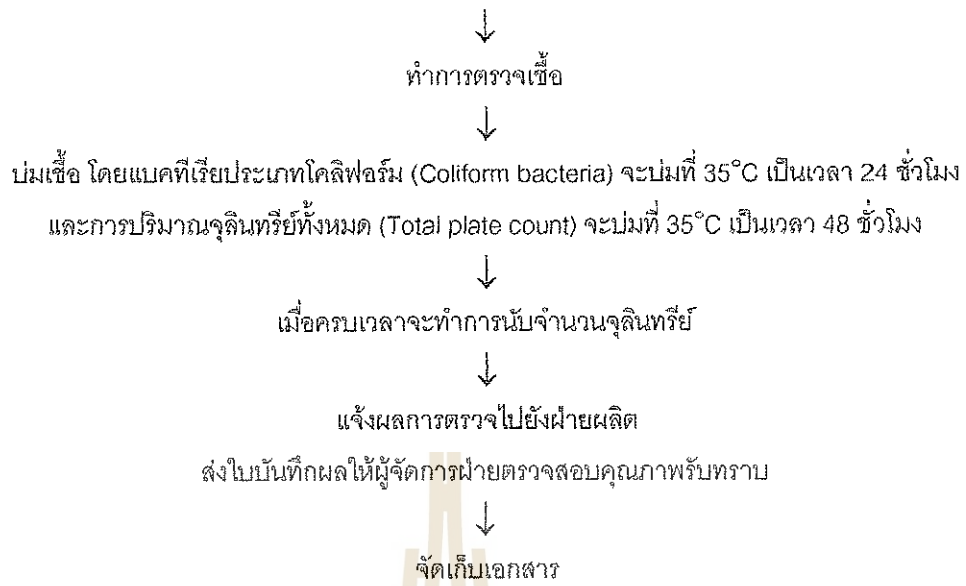 ↓
ทำการตรวจเชื้อ
↓
บ่มเชื้อ โดยแบคทีเรียประเภทโคลิฟอร์ม (Coliform bacteria) จะบ่มที่ 35°C เป็นเวลา 24 ชั่วโมง
และการปริมาณจุลินทรีย์ทั้งหมด (Total plate count) จะบ่มที่ 35°C เป็นเวลา 48 ชั่วโมง
↓
เมื่อครบเวลาจะทำการนับจำนวนจุลินทรีย์
↓
แจ้งผลการตรวจไปยังฝ่ายผลิต
ส่งใบบันทึกผลให้ผู้จัดการฝ่ายตรวจสอบคุณภาพรับทราบ
↓
จัดเก็บเอกสาร